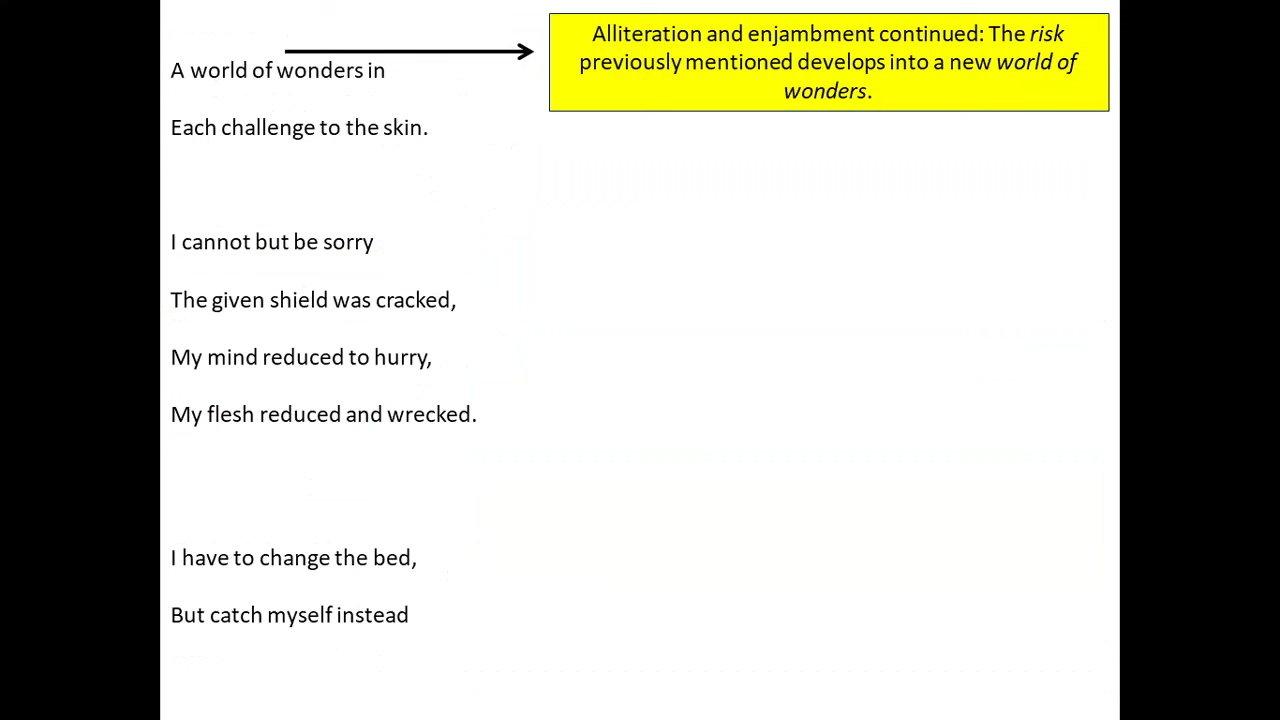 Alliteration and enjambment continued: The risk
previously mentioned develops into a new world of
wonders.
A world of wonders in
Each challenge to the skin.
I cannot but be sorry
The given shield was cracked,
My mind reduced to hurry,
My flesh reduced and wrecked.
I have to change the bed,
But catch myself instead